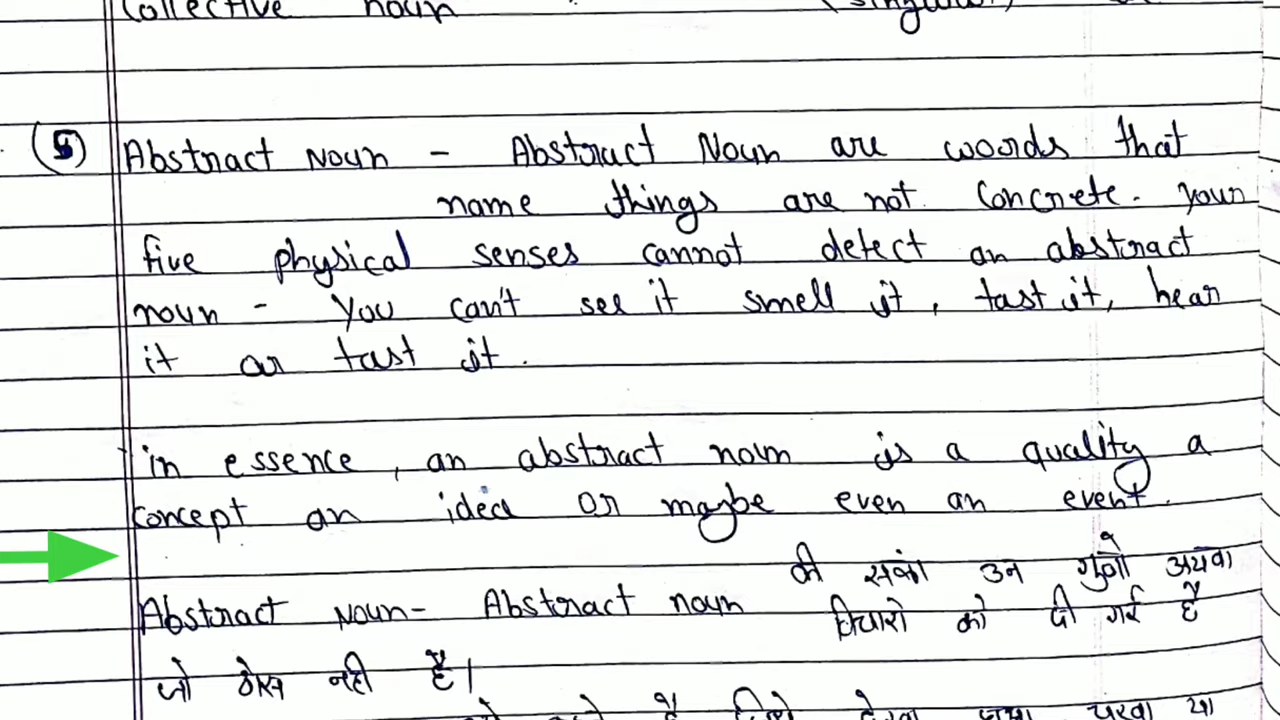 Collective noun (singular)
(5) Abstract Noun - Abstract Noun are words that
name things are not concrete. your
five physical senses cannot detect an abstract
noun - You can't see it smell it, tast it, hear
it or tast it.
in essence, an abstract noun is a quality a
concept an idea or maybe even an event.
की सका उन गुणो अथवा
Abstract Noun- Abstract noun विचारो को दी गई है
जो ठोस नही है।